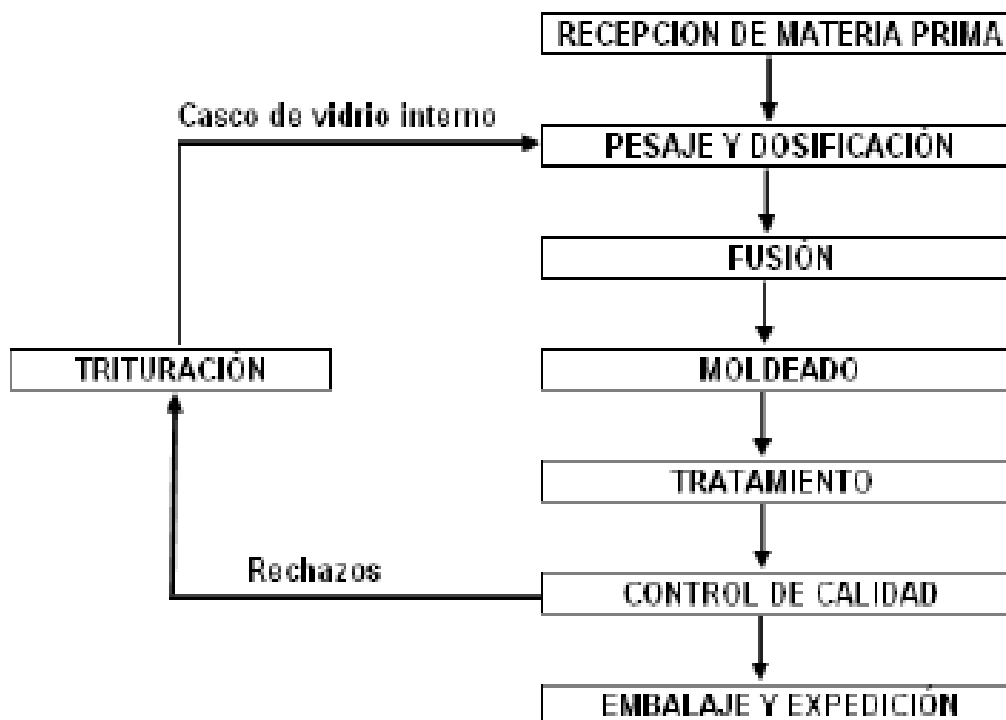 RECEPCION DE MATERIA PRIMA
Casco de vidrio interno
PESAJE Y DOSIFICACIÓN
FUSIÓN
TRITURACIÓN
MOLDEADO
TRATAMIENTO
Rechazos
CONTROL DE CALIDAD
EMBALAJE Y EXPEDICIÓN